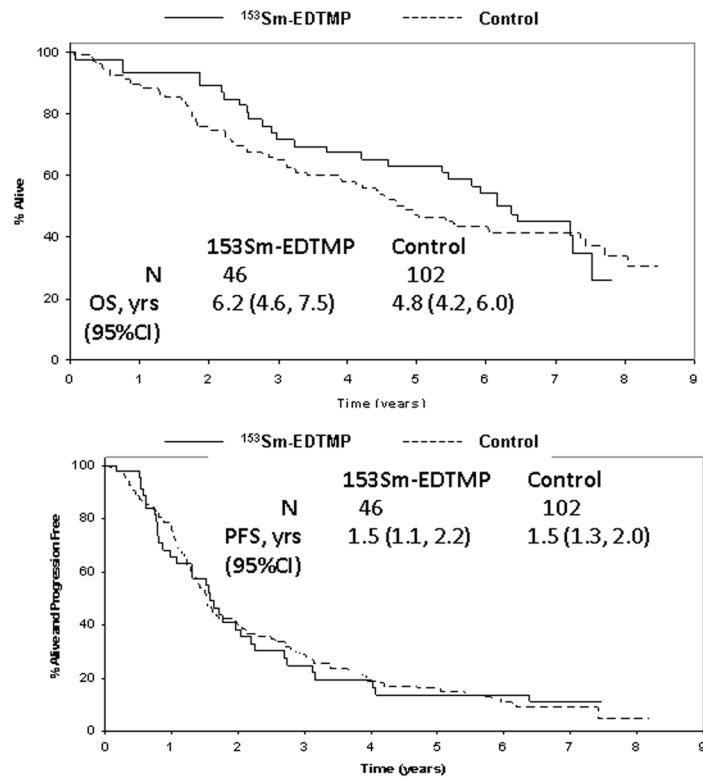 ¹⁵³Sm-EDTMP Control
100
80
60
40
20
0
% Alive
153Sm-EDTMP Control
N 46 102
OS, yrs 6.2 (4.6, 7.5) 4.8 (4.2, 6.0)
(95%CI)
0 1 2 3 4 5 6 7 8 9
Time (years)
¹⁵³Sm-EDTMP Control
100
80
60
40
20
0
% Alive and Progression Free
153Sm-EDTMP Control
N 46 102
PFS, yrs 1.5 (1.1, 2.2) 1.5 (1.3, 2.0)
(95%CI)
0 1 2 3 4 5 6 7 8 9
Time (years)